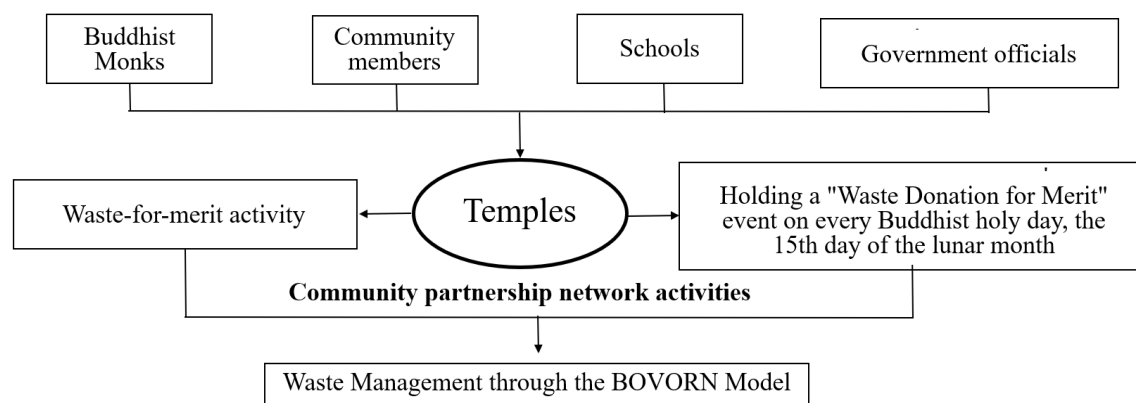 Buddhist
Monks
Community
members
Schools
Government officials
Waste-for-merit activity
Temples
Holding a "Waste Donation for Merit"
event on every Buddhist holy day, the
15th day of the lunar month
Community partnership network activities
Waste Management through the BOVORN Model